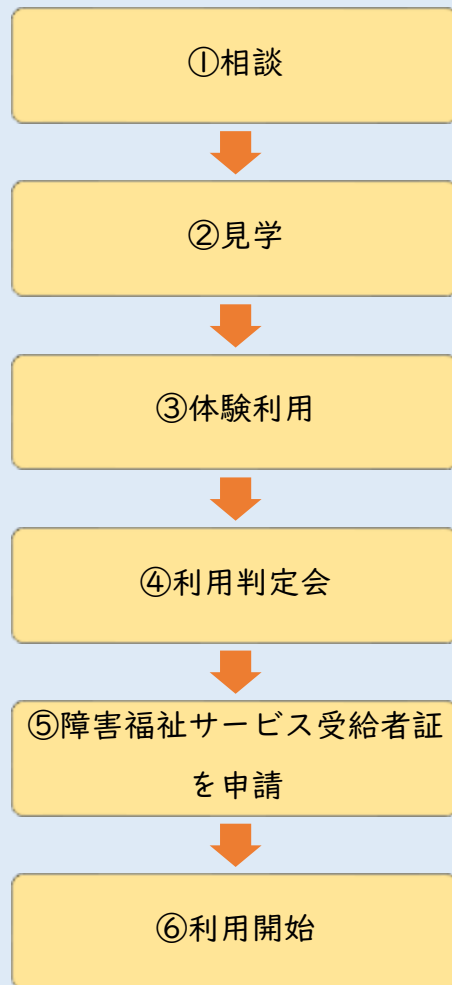 ①相談
②見学
③体験利用
④利用判定会
⑤障害福祉サービス受給者証
を申請
⑥利用開始